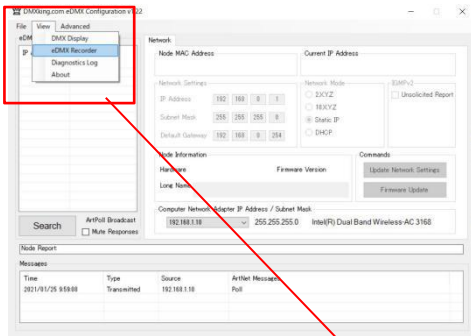 DMXking.com eDMX Configuration v
File View Advanced
DMX Display
eDMX Recorder
Diagnostics Log
About
Network
Node MAC Address
Current IP Address
Network Settings
IP Address 192 168 0 1
Subnet Mask 255 255 255 0
Default Gateway 192 168 0 254
Network Mode
2.X.Y.Z
10.X.Y.Z
Static IP
DHCP
IGMPv2
Unsolicited Report
Node Information
Hardware
Firmware Version
Long Name
Commands
Update Network Settings
Firmware Update
Computer Network Adapter IP Address / Subnet Mask
192.168.1.18 255.255.255.0 Intel(R) Dual Band Wireless-AC 3168
Search
ArtPoll Broadcast
Mute Responses
Node Report
Messages
Time Type Source ArtNet Messages
2021/01/25 9:59:08 Transmitted 192.168.1.18 Poll